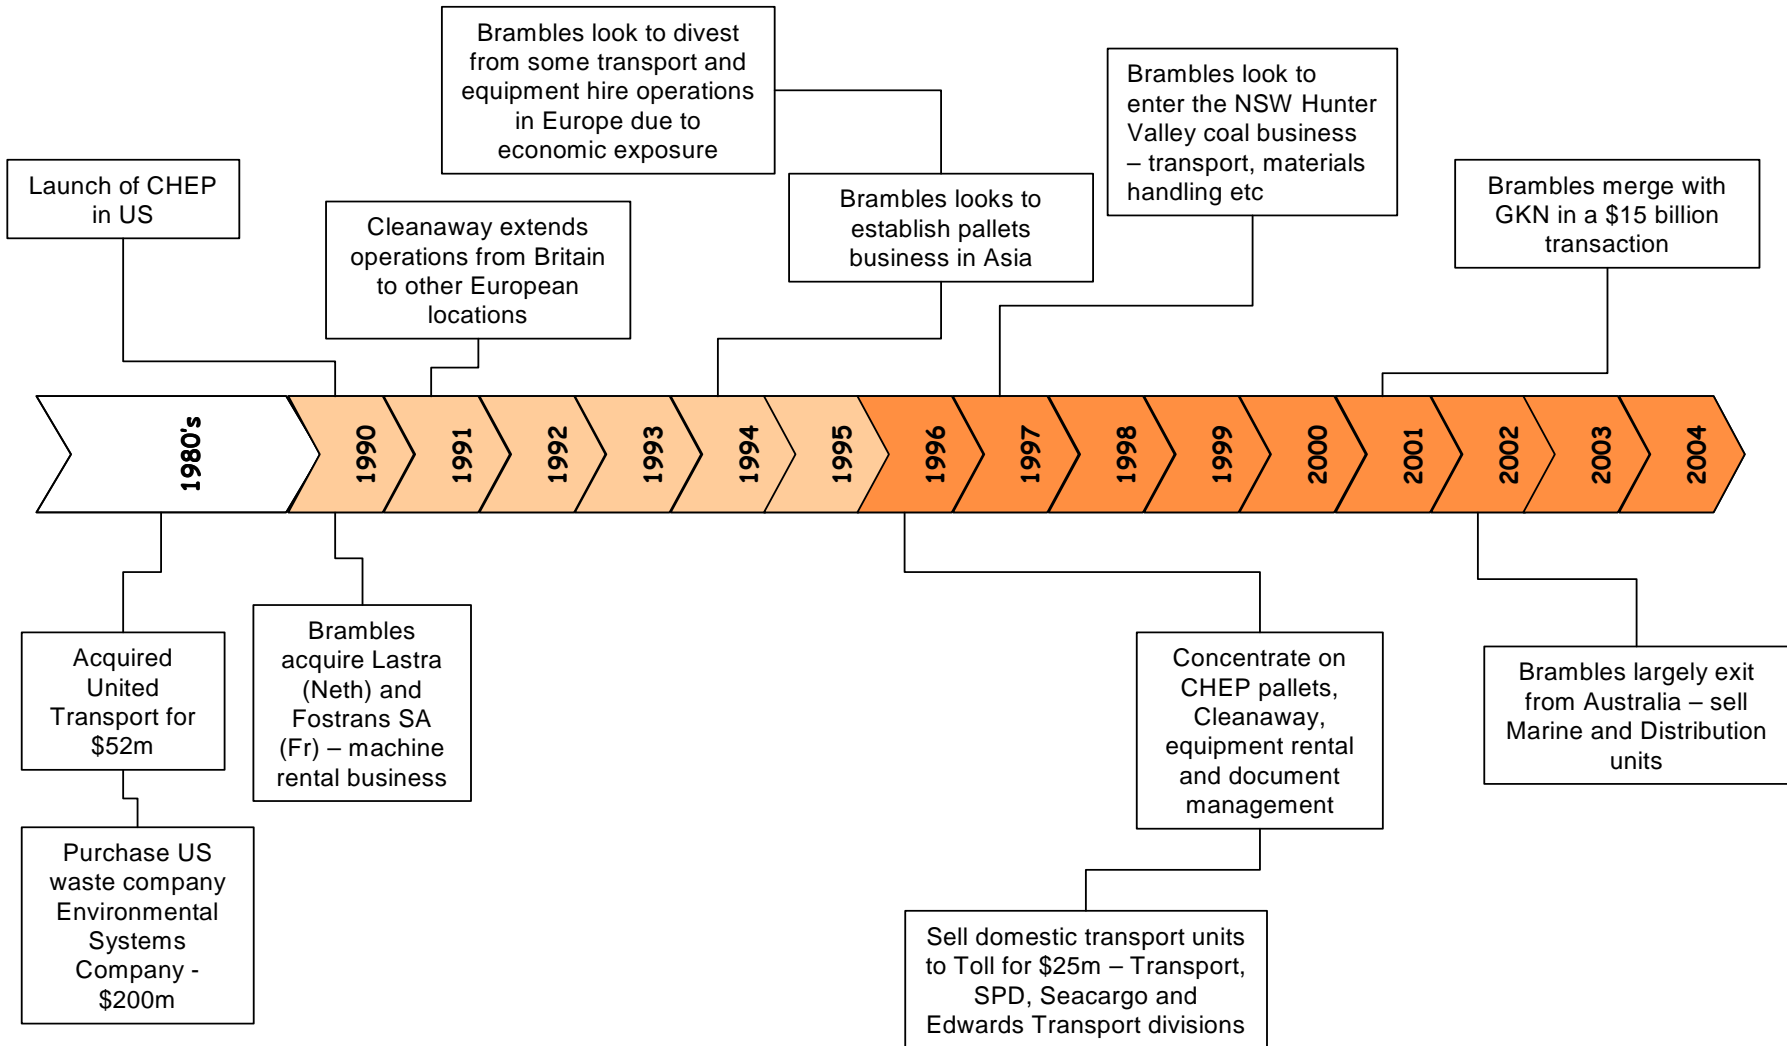 Brambles look to divest
from some transport and
equipment hire operations
in Europe due to
economic exposure
Brambles look to
enter the NSW Hunter
Valley coal business
– transport, materials
handling etc
Launch of CHEP
in US
Cleanaway extends
operations from Britain
to other European
locations
Brambles looks to
establish pallets
business in Asia
Brambles merge with
GKN in a $15 billion
transaction
1980's
1990
1991
1992
1993
1994
1995
1996
1997
1998
1999
2000
2001
2002
2003
2004
Acquired
United
Transport for
$52m
Brambles
acquire Lastra
(Neth) and
Fostrans SA
(Fr) – machine
rental business
Concentrate on
CHEP pallets,
Cleanaway,
equipment rental
and document
management
Brambles largely exit
from Australia – sell
Marine and Distribution
units
Purchase US
waste company
Environmental
Systems
Company -
$200m
Sell domestic transport units
to Toll for $25m – Transport,
SPD, Seacargo and
Edwards Transport divisions